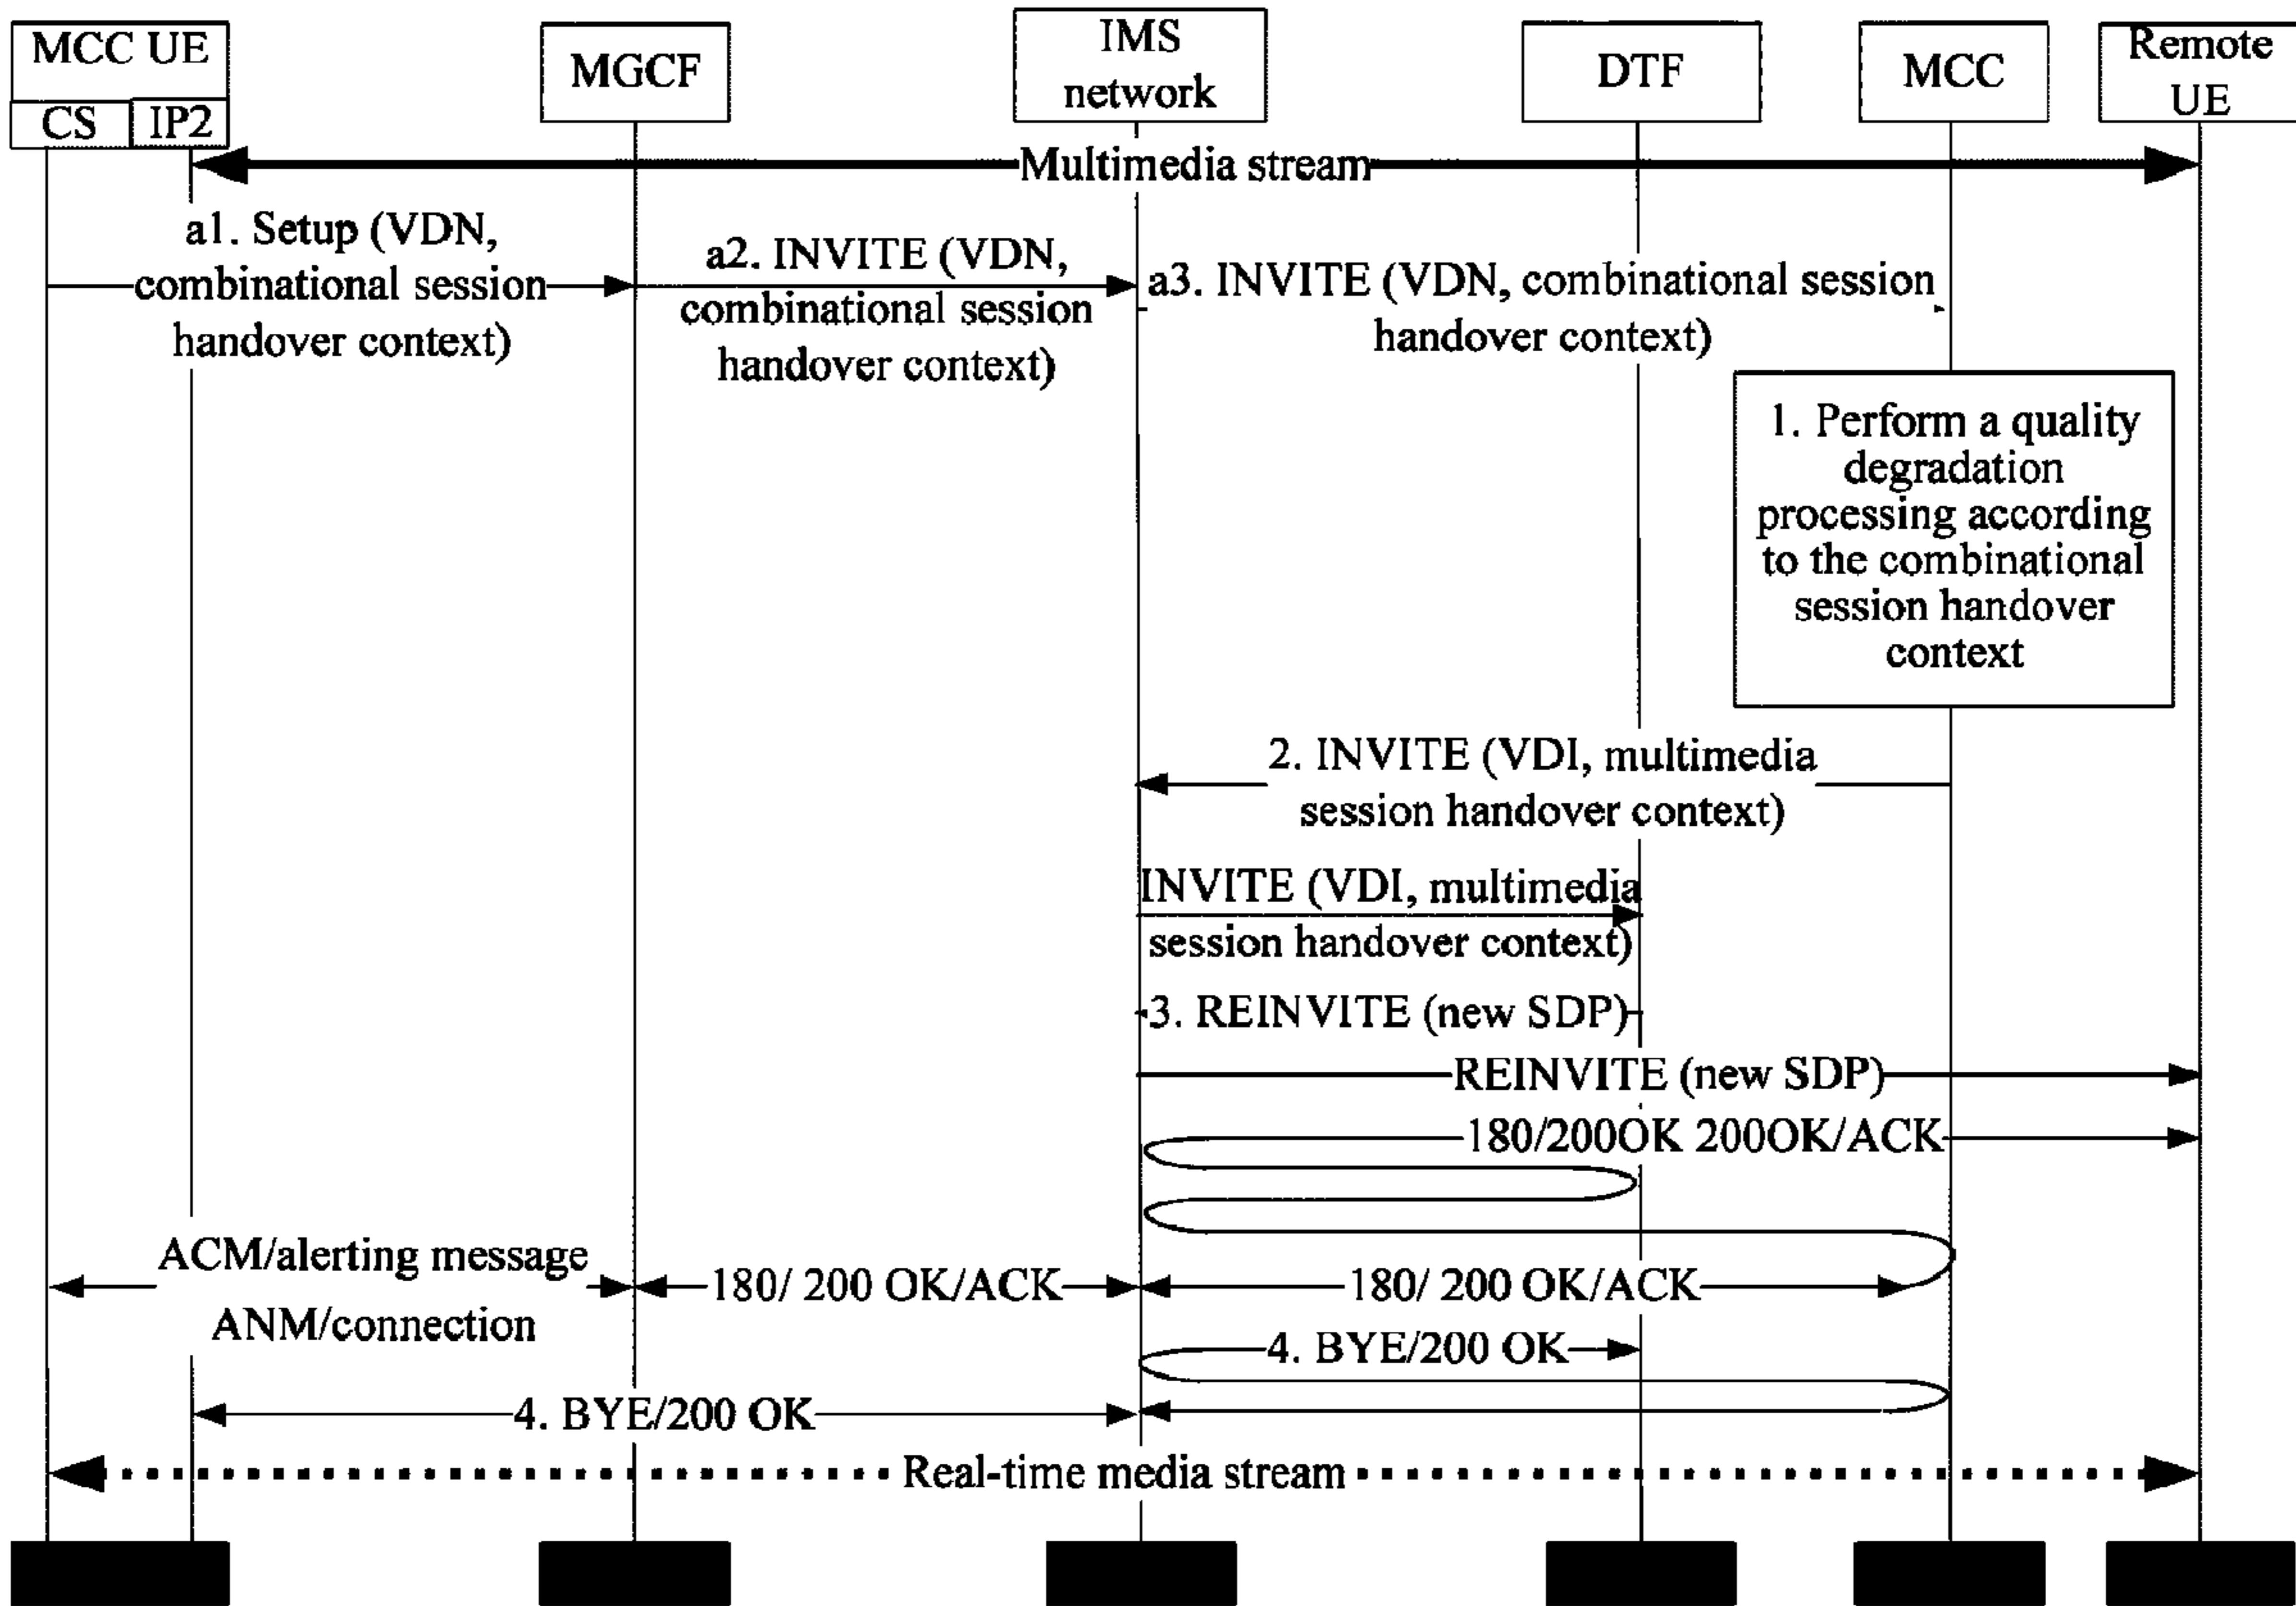 MCC UE
CS
IP2
MGCF
IMS
network
DTF
MCC
Remote
UE
Multimedia stream
a1. Setup (VDN,
combinational session
handover context)
a2. INVITE (VDN,
combinational session
handover context)
a3. INVITE (VDN, combinational session
handover context)
1. Perform a quality
degradation
processing according
to the combinational
session handover
context
2. INVITE (VDI, multimedia
session handover context)
INVITE (VDI, multimedia
session handover context)
3. REINVITE (new SDP)
REINVITE (new SDP)
180/200OK 200OK/ACK
ACM/alerting message
ANM/connection
180/ 200 OK/ACK
180/ 200 OK/ACK
4. BYE/200 OK
4. BYE/200 OK
Real-time media stream